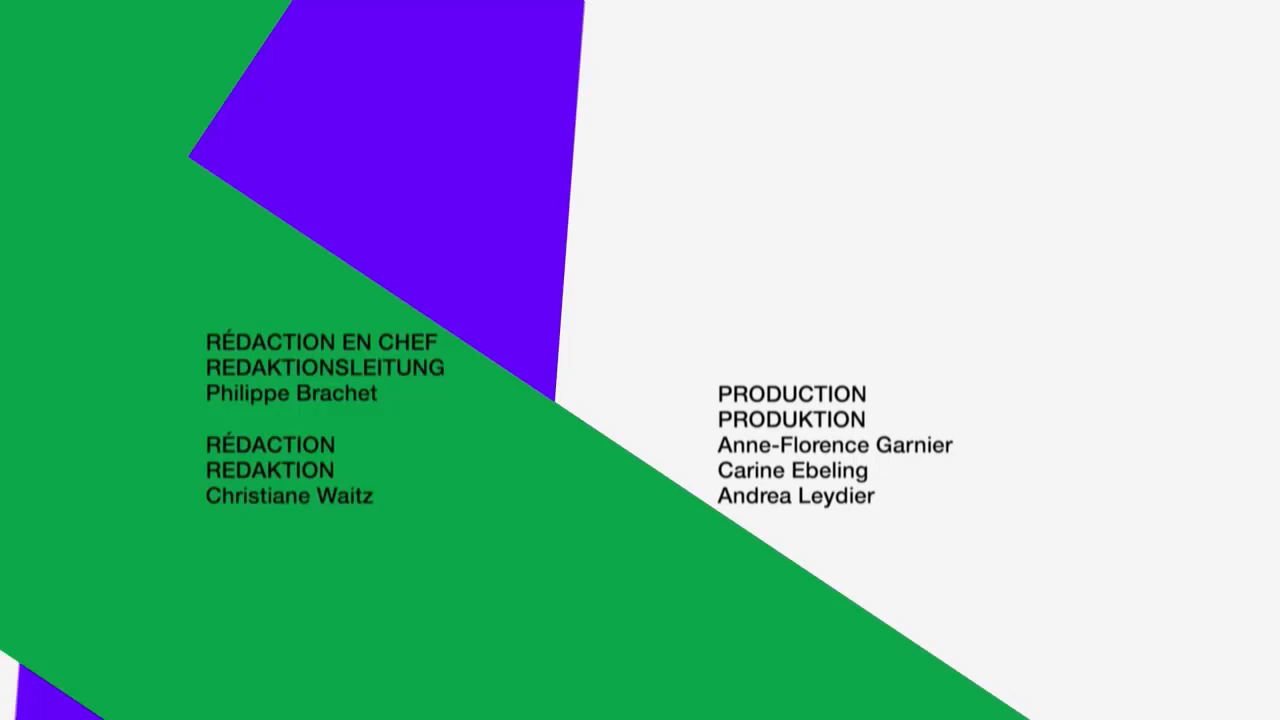 RÉDACTION EN CHEF
REDAKTIONSLEITUNG
Philippe Brachet
RÉDACTION
REDAKTION
Christiane Waitz
PRODUCTION
PRODUKTION
Anne-Florence Garnier
Carine Ebeling
Andrea Leydier